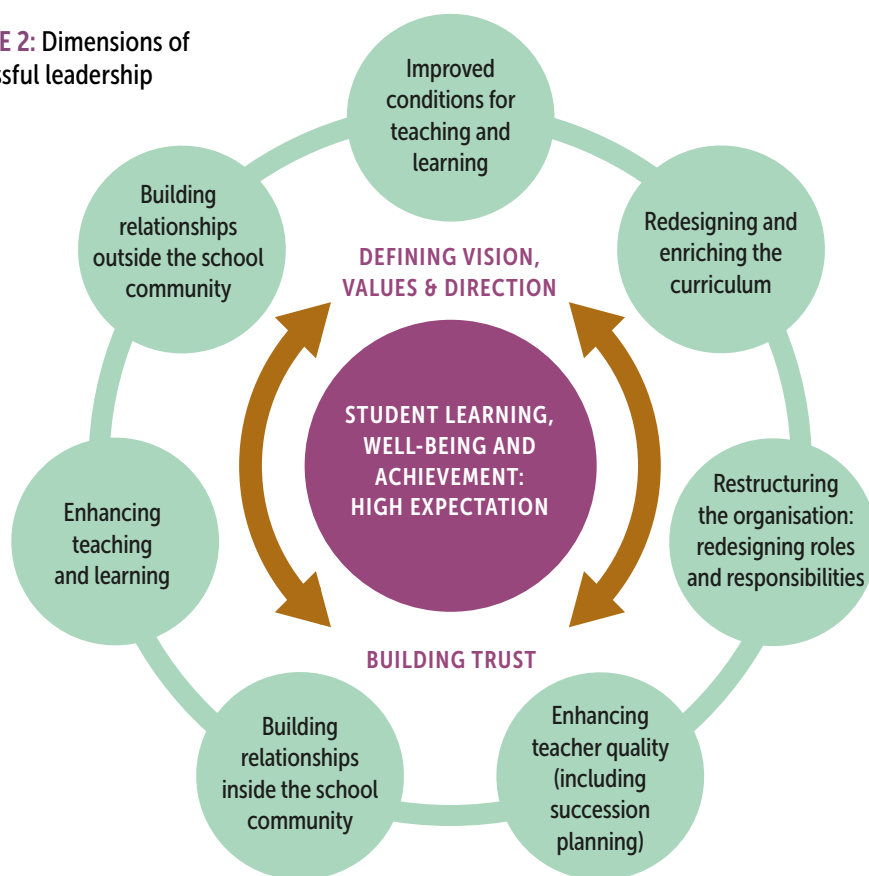 E 2: Dimensions of
ssful leadership
Improved
conditions for
teaching and
learning
Building
relationships
outside the school
community
Redesigning and
enriching the
curriculum
DEFINING VISION,
VALUES & DIRECTION
STUDENT LEARNING,
WELL-BEING AND
ACHIEVEMENT:
HIGH EXPECTATION
Enhancing
teaching
and learning
Restructuring
the organisation:
redesigning roles
and responsibilities
BUILDING TRUST
Building
relationships
inside the school
community
Enhancing
teacher quality
(including
succession
planning)